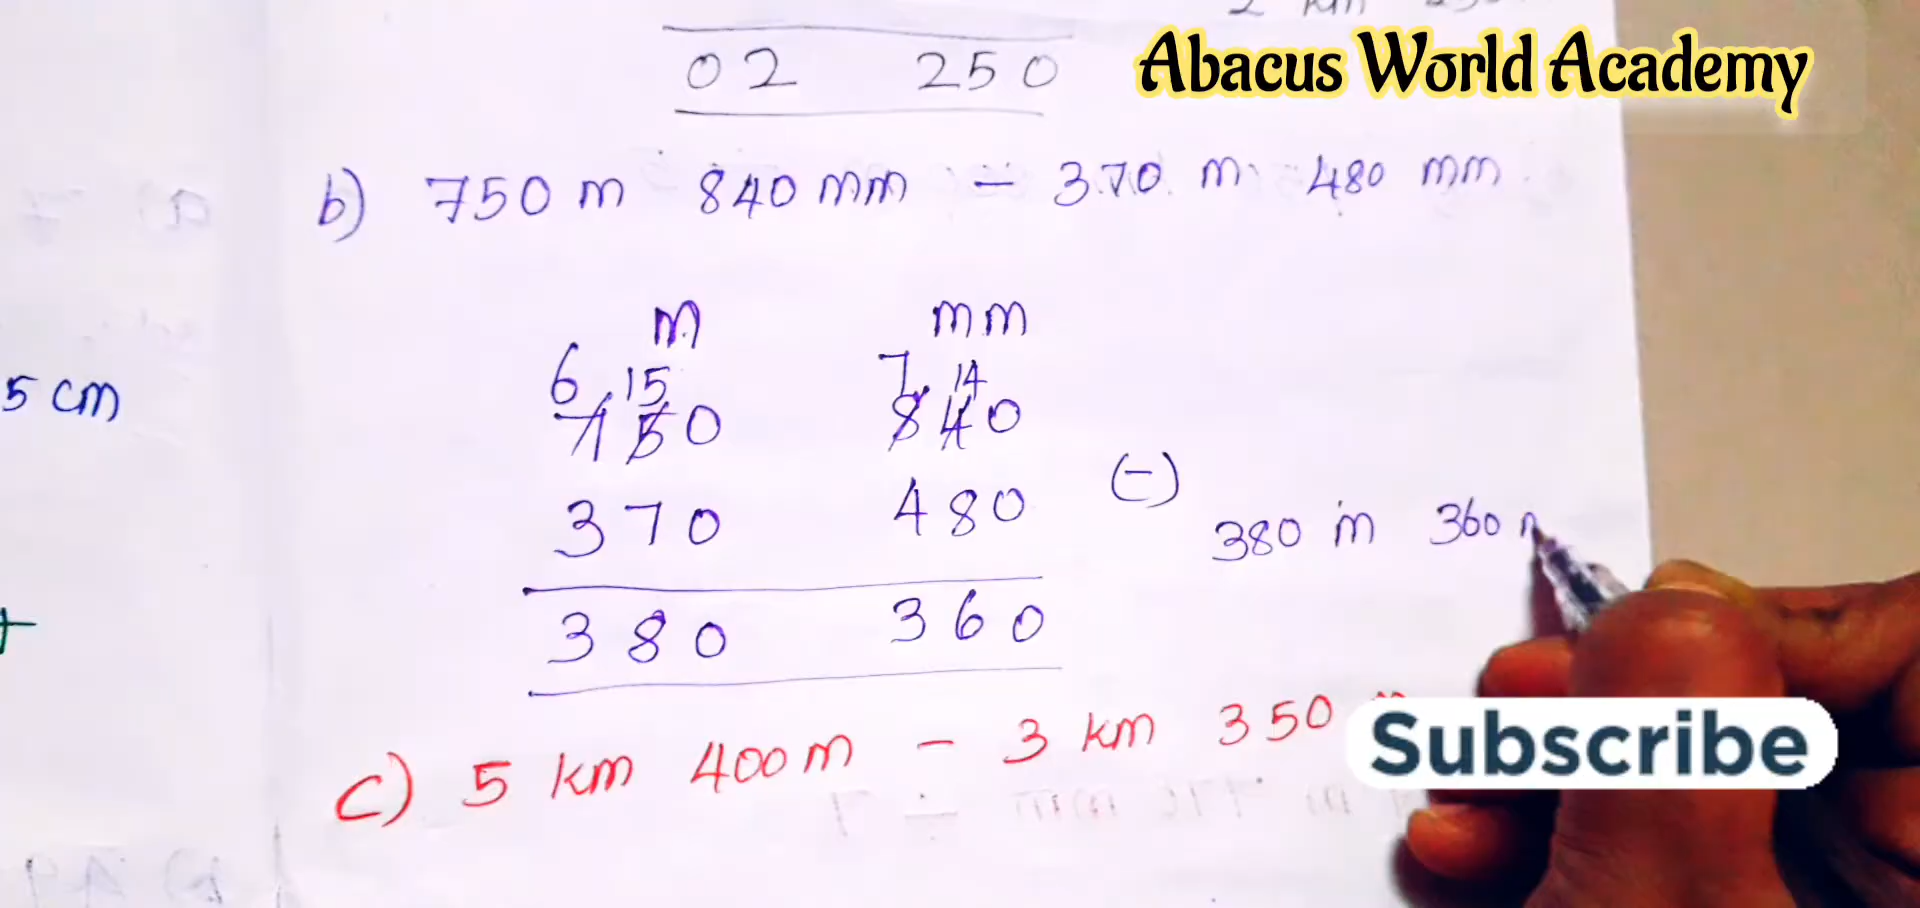 02 250
Abacus World Academy
b) 750 m 840 mm - 370 m 480 mm
m mm
6 15 7 14
750 840
370 480 (-)
380 m 360
380 360
c) 5 km 400 m - 3 km 350
Subscribe
5 cm